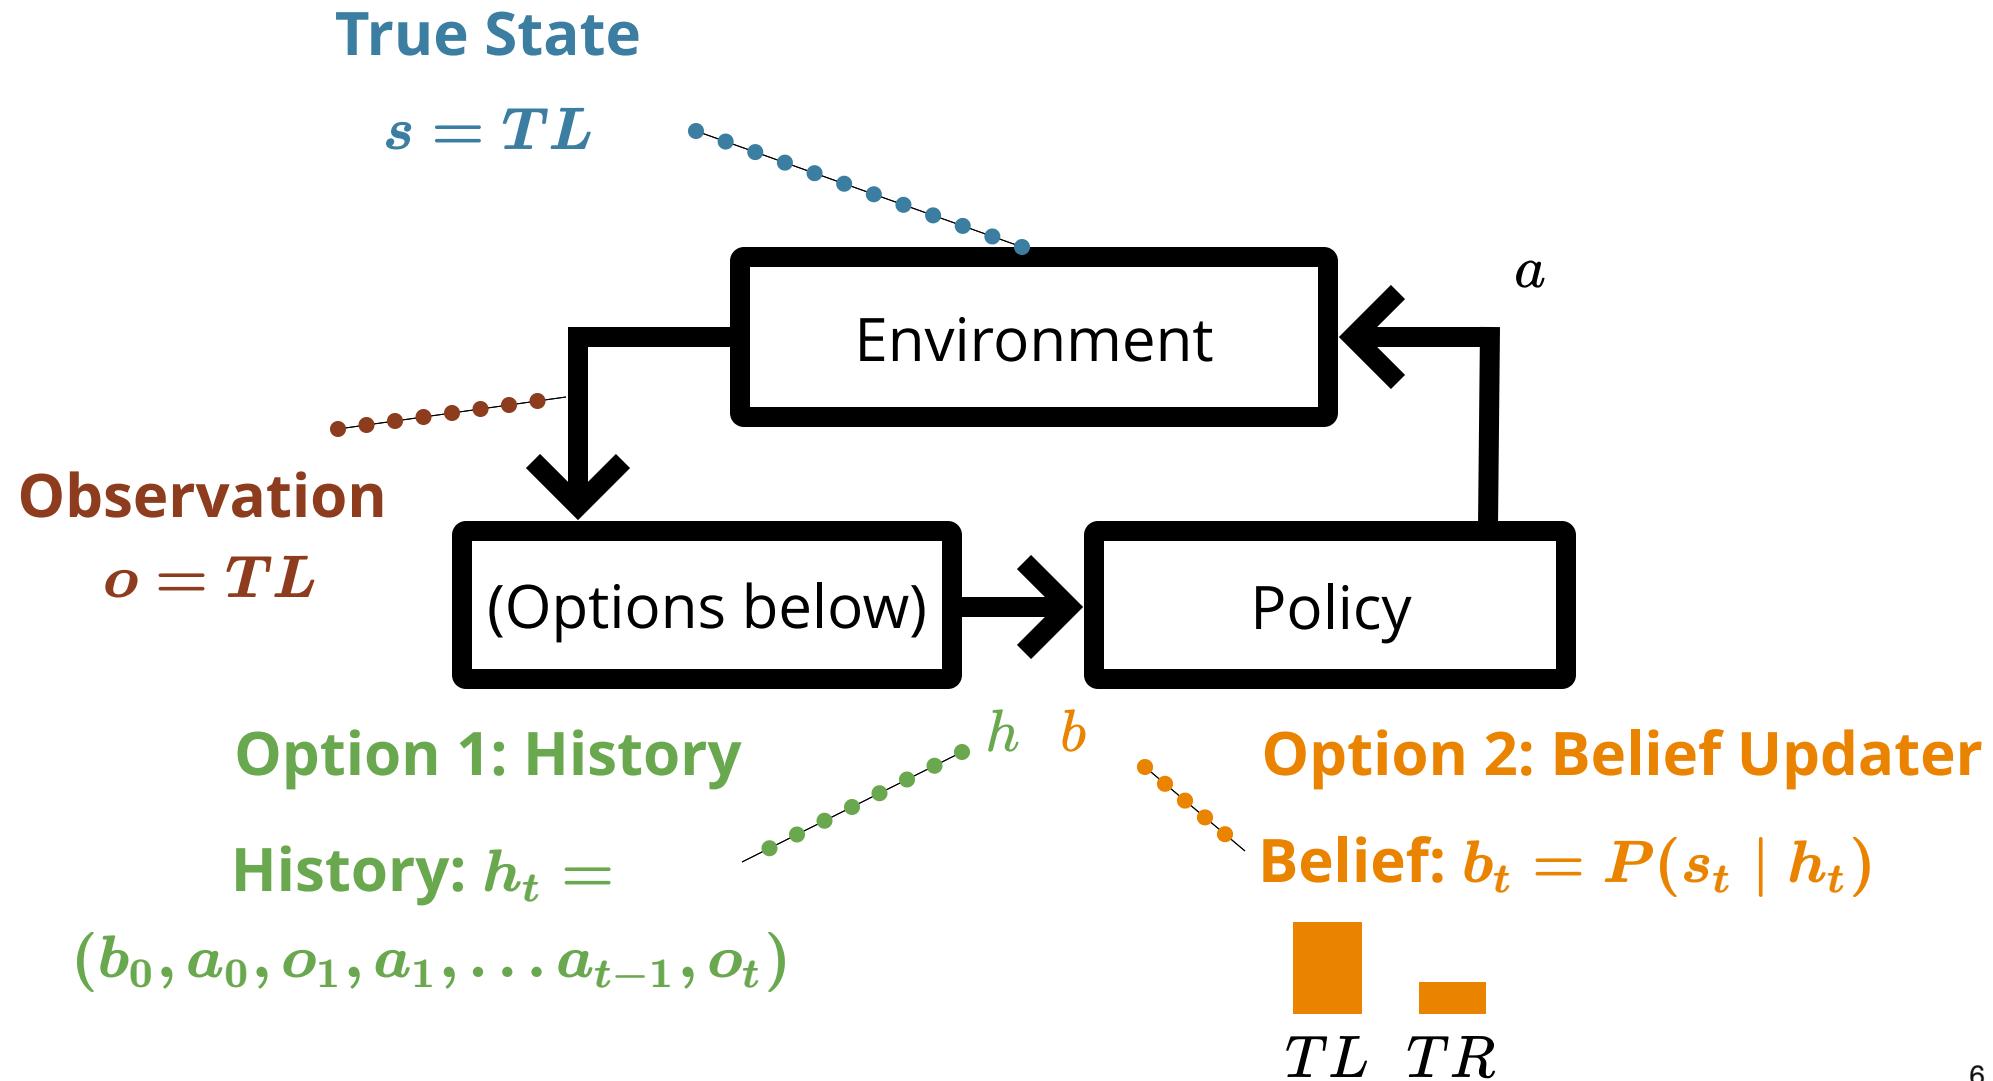 True State
s = TL
a
Environment
Observation
o = TL
(Options below)
Policy
h b
Option 1: History
Option 2: Belief Updater
History: h_t =
(b_0, a_0, o_1, a_1, ... a_{t-1}, o_t)
Belief: b_t = P(s_t | h_t)
TL TR
6